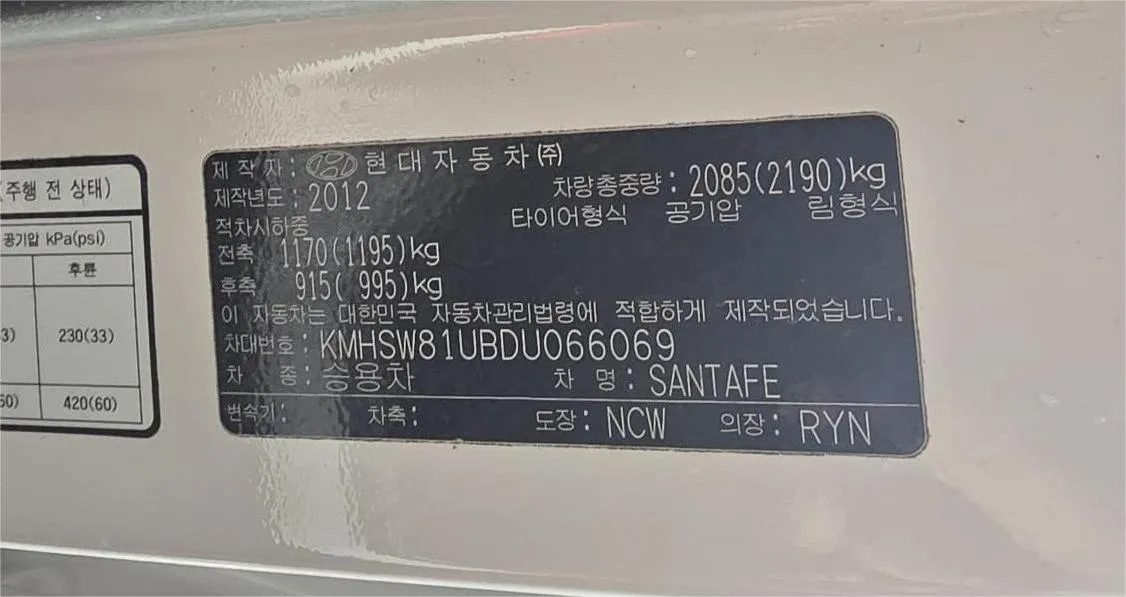 (주행 전 상태)
공기압 kPa(psi)
후륜
3) 230(33)
60) 420(60)
제 작 자 : 현대자동차(주)
제작년도 : 2012 차량총중량 : 2085(2190)kg
적차시하중 타이어형식 공기압 림형식
전축 1170(1195)kg
후축 915( 995)kg
이 자동차는 대한민국 자동차관리법령에 적합하게 제작되었습니다.
차대번호 : KMHSW81UBDU066069
차 종 : 승용차 차 명 : SANTAFE
변속기 : 차축 : 도장 : NCW 의장 : RYN